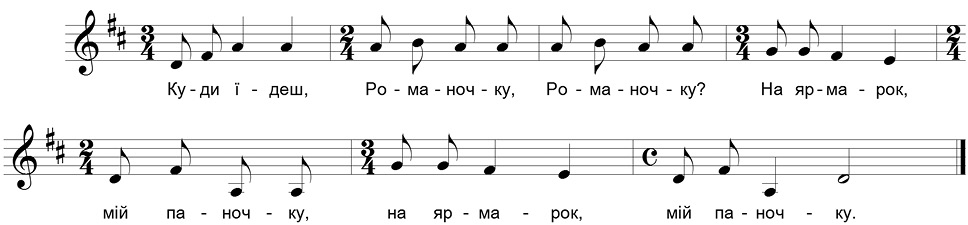 Ку - ди ї - деш, Ро - ма - ноч - ку, Ро - ма - ноч - ку? На яр - ма - рок,
мій па - ноч - ку, на яр - ма - рок, мій па - ноч - ку.